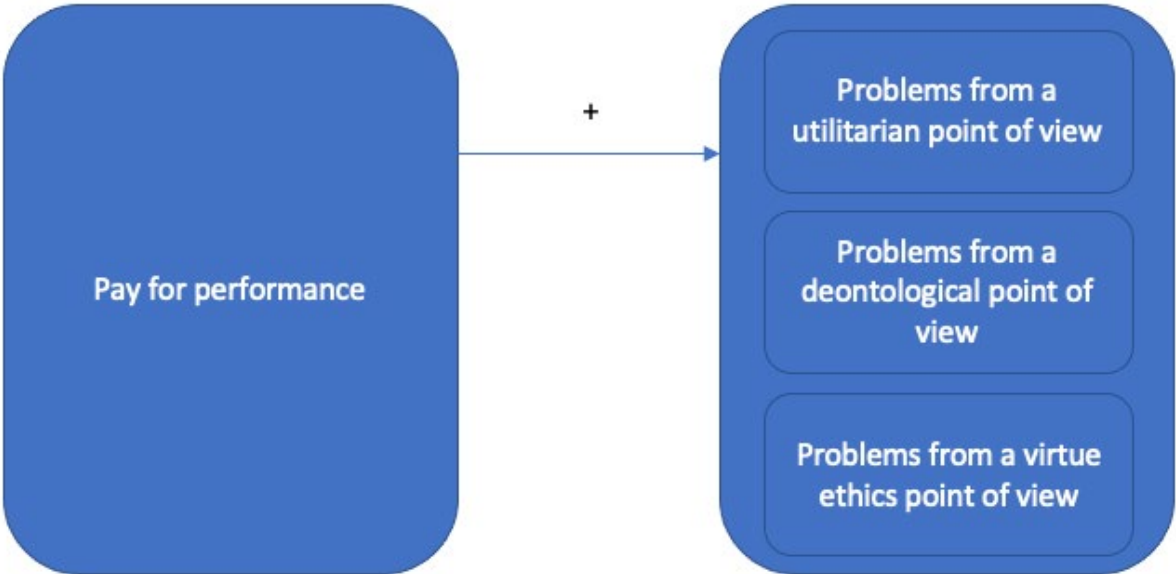 Pay for performance
+
Problems from a
utilitarian point of view
Problems from a
deontological point of
view
Problems from a virtue
ethics point of view